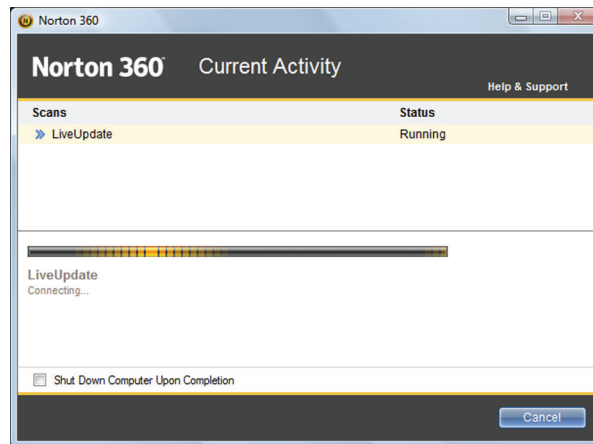 Norton 360
Norton 360 Current Activity
Help & Support
Scans Status
LiveUpdate Running
LiveUpdate
Connecting...
Shut Down Computer Upon Completion
Cancel